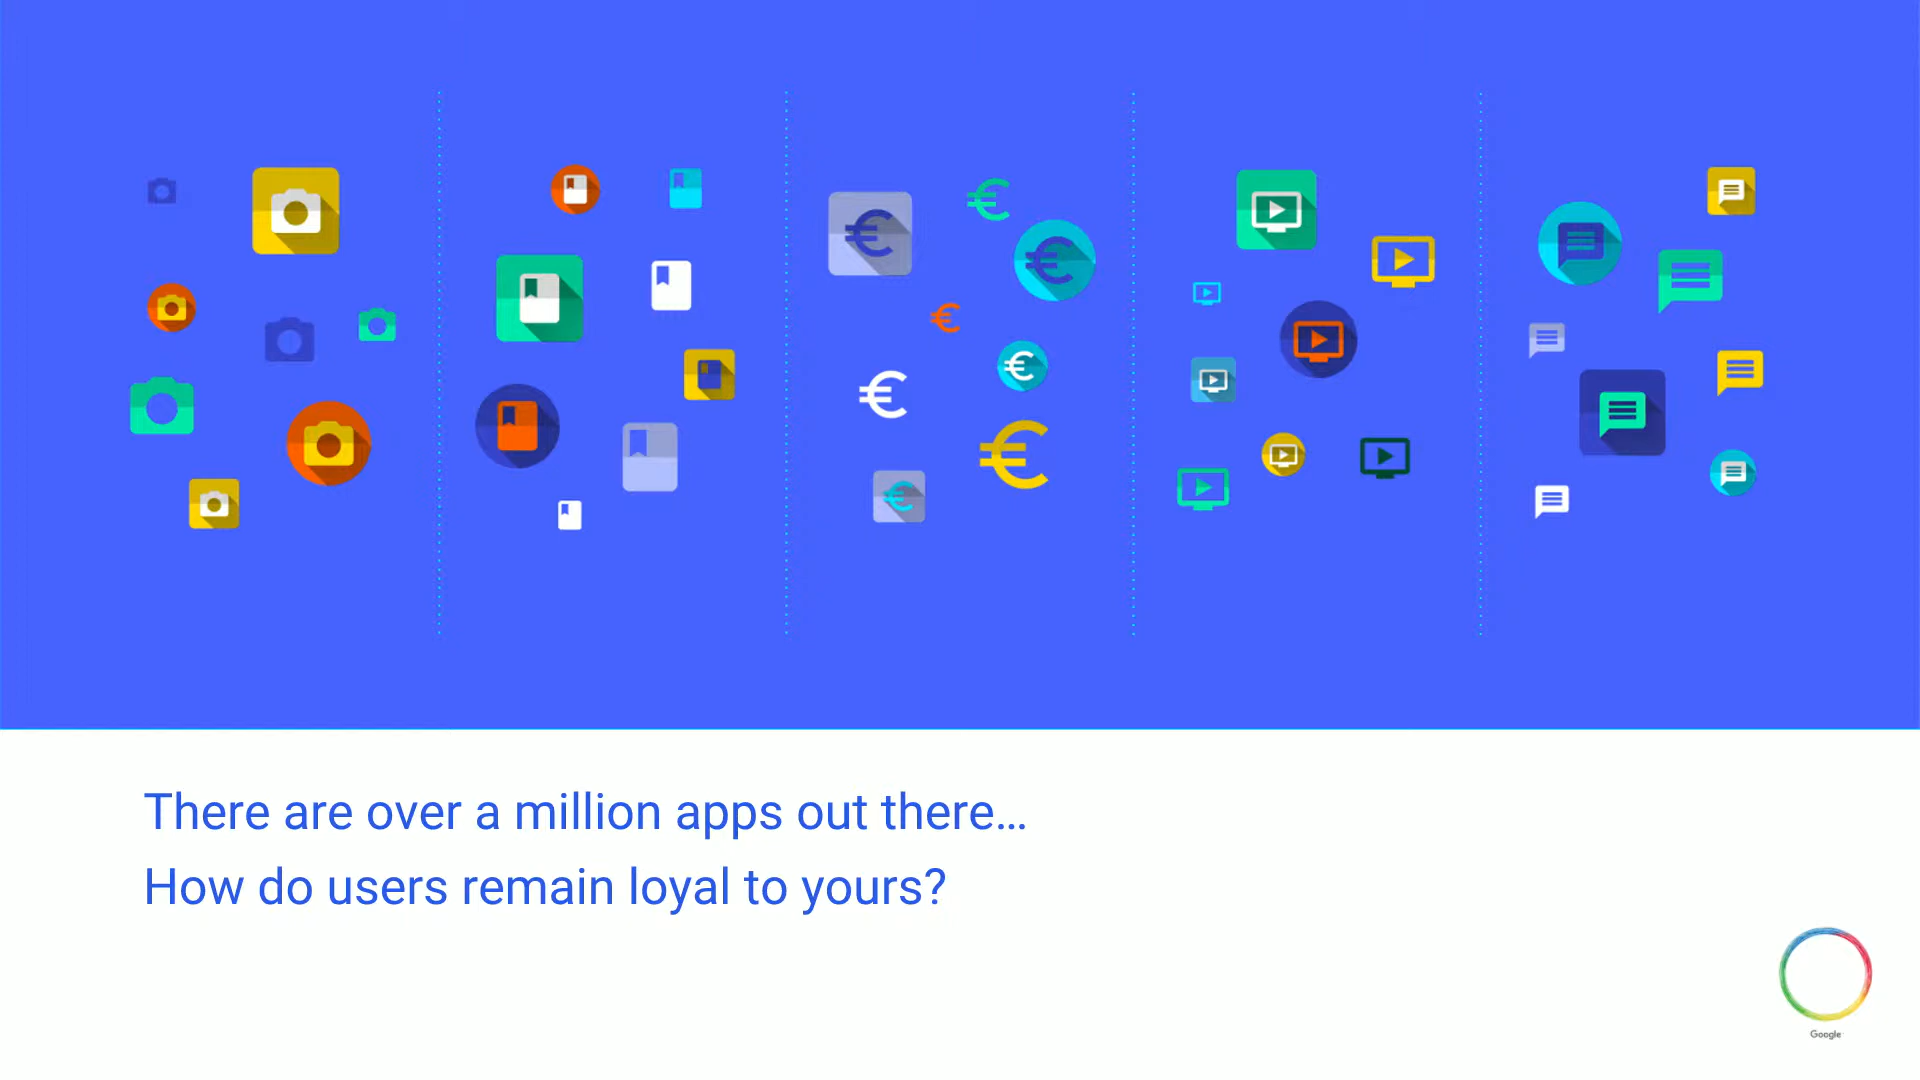 There are over a million apps out there…
How do users remain loyal to yours?
Google